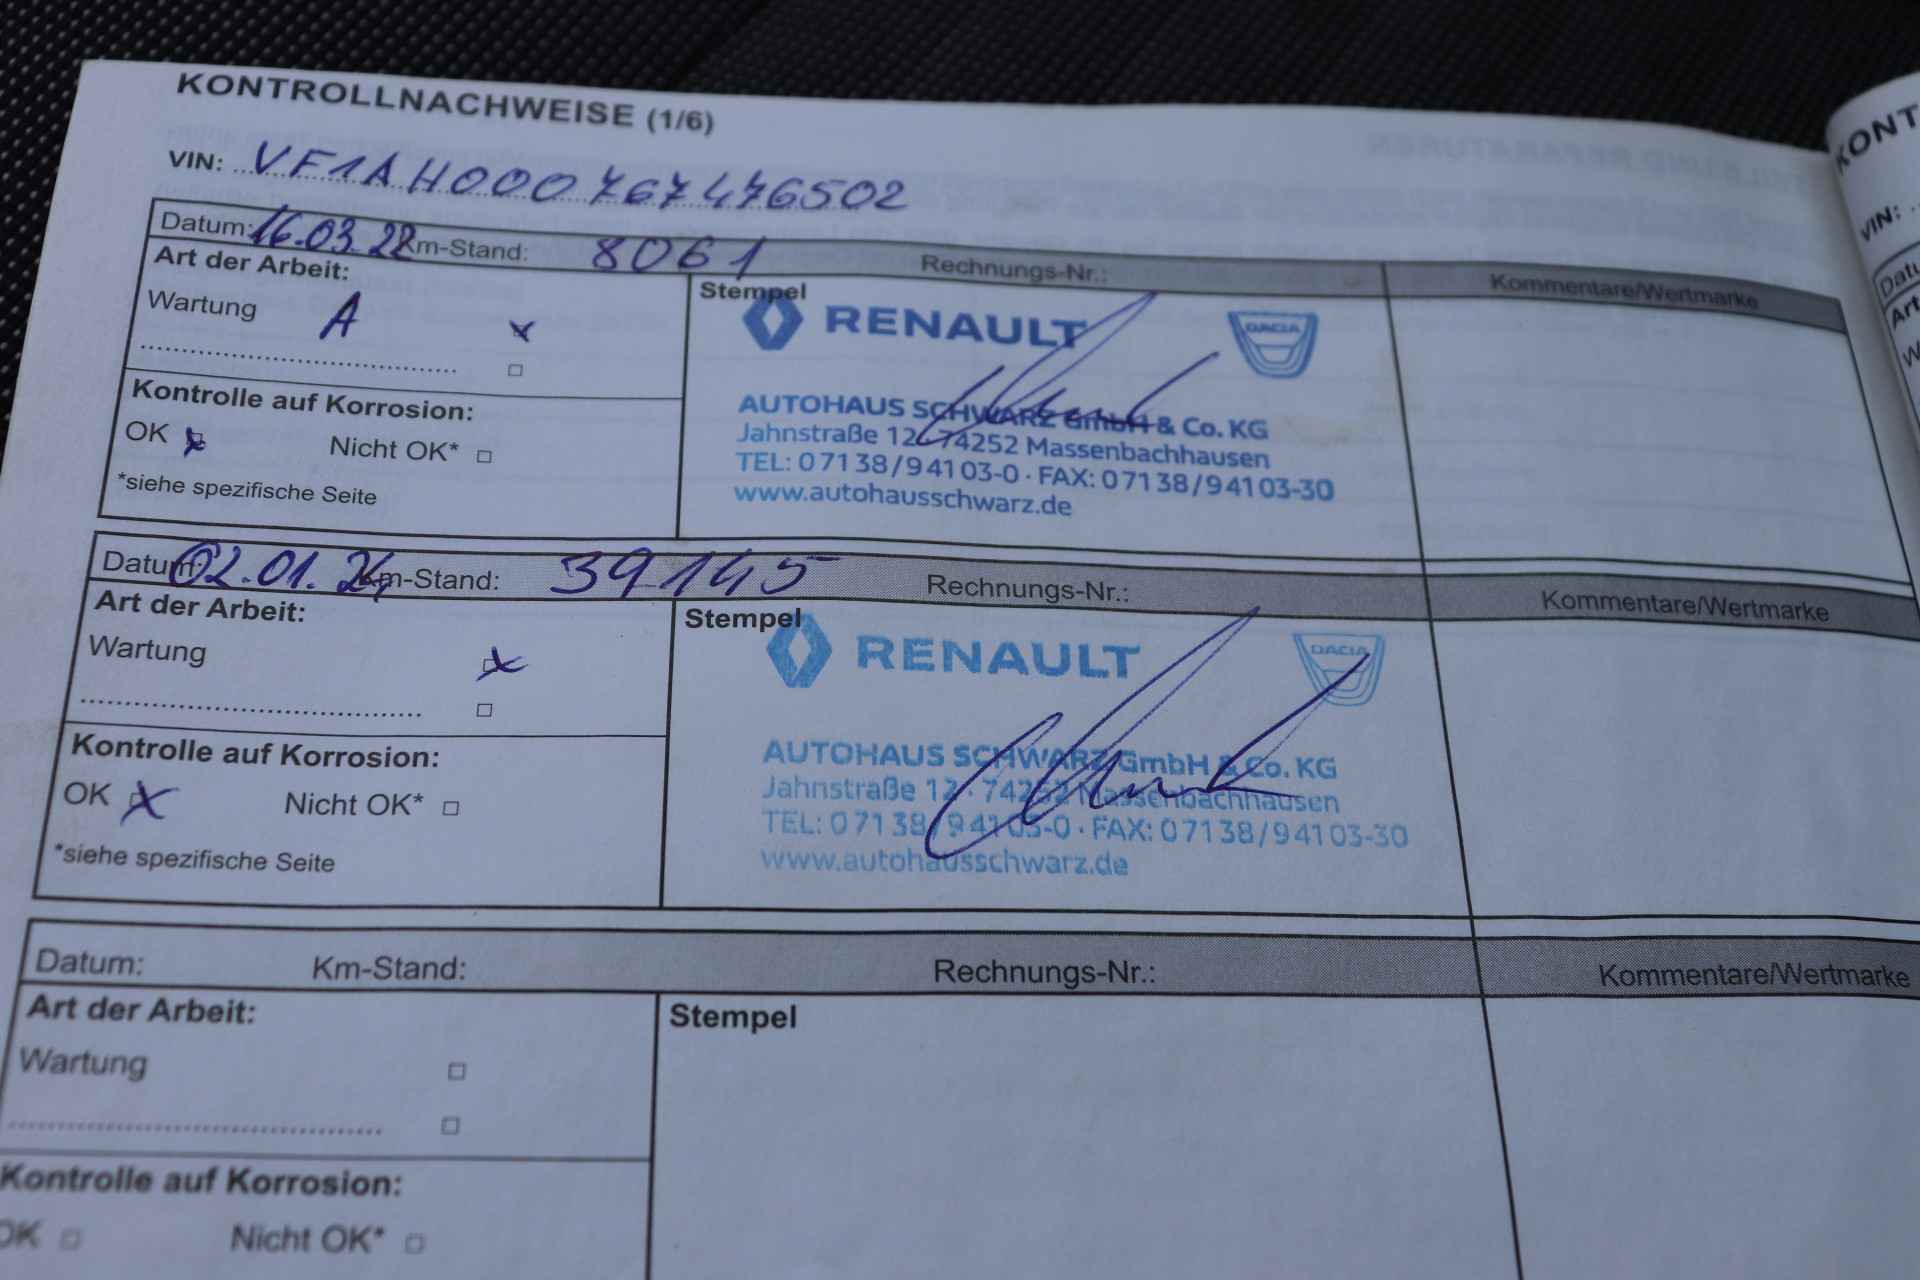 KONTROLLNACHWEISE (1/6)
VIN: VF1AH000767476502
Datum: 16.03.22 Km-Stand: 8061 Rechnungs-Nr.: Kommentare/Wertmarke
Art der Arbeit:
Wartung A
Kontrolle auf Korrosion:
OK Nicht OK*
*siehe spezifische Seite
Stempel
RENAULT DACIA
AUTOHAUS SCHWARZ GmbH & Co. KG
Jahnstraße 12 · 74252 Massenbachhausen
TEL: 07138/94103-0 · FAX: 07138/94103-30
www.autohausschwarz.de
Datum: 02.01.24 Km-Stand: 39145 Rechnungs-Nr.: Kommentare/Wertmarke
Art der Arbeit:
Wartung
Kontrolle auf Korrosion:
OK Nicht OK*
*siehe spezifische Seite
Stempel
RENAULT DACIA
AUTOHAUS SCHWARZ GmbH & Co. KG
Jahnstraße 12 · 74252 Massenbachhausen
TEL: 07138/94103-0 · FAX: 07138/94103-30
www.autohausschwarz.de
Datum: Km-Stand: Rechnungs-Nr.: Kommentare/Wertmarke
Art der Arbeit:
Wartung
Kontrolle auf Korrosion:
OK Nicht OK*
Stempel
KONT
VIN:
Datu
Art
W